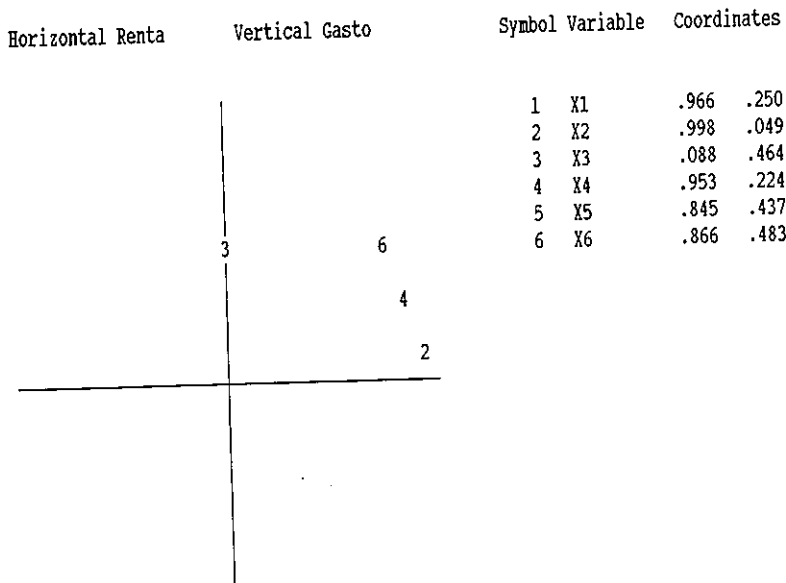 Horizontal Renta Vertical Gasto Symbol Variable Coordinates
1 X1 .966 .250
2 X2 .998 .049
3 X3 .088 .464
4 X4 .953 .224
5 X5 .845 .437
6 X6 .866 .483
3 6
4
2